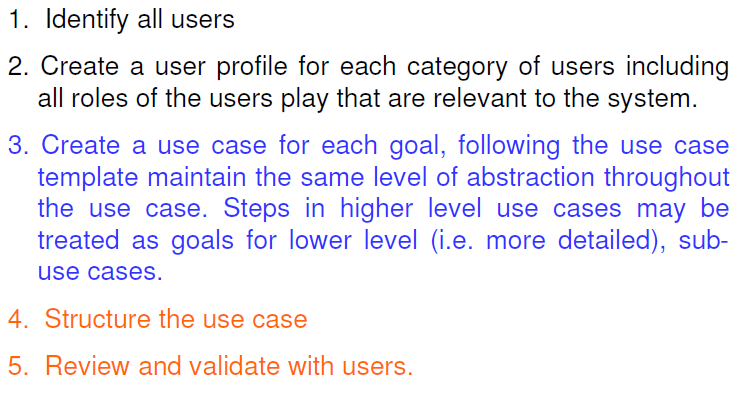 1. Identify all users
2. Create a user profile for each category of users including
all roles of the users play that are relevant to the system.
3. Create a use case for each goal, following the use case
template maintain the same level of abstraction throughout
the use case. Steps in higher level use cases may be
treated as goals for lower level (i.e. more detailed), sub-
use cases.
4. Structure the use case
5. Review and validate with users.